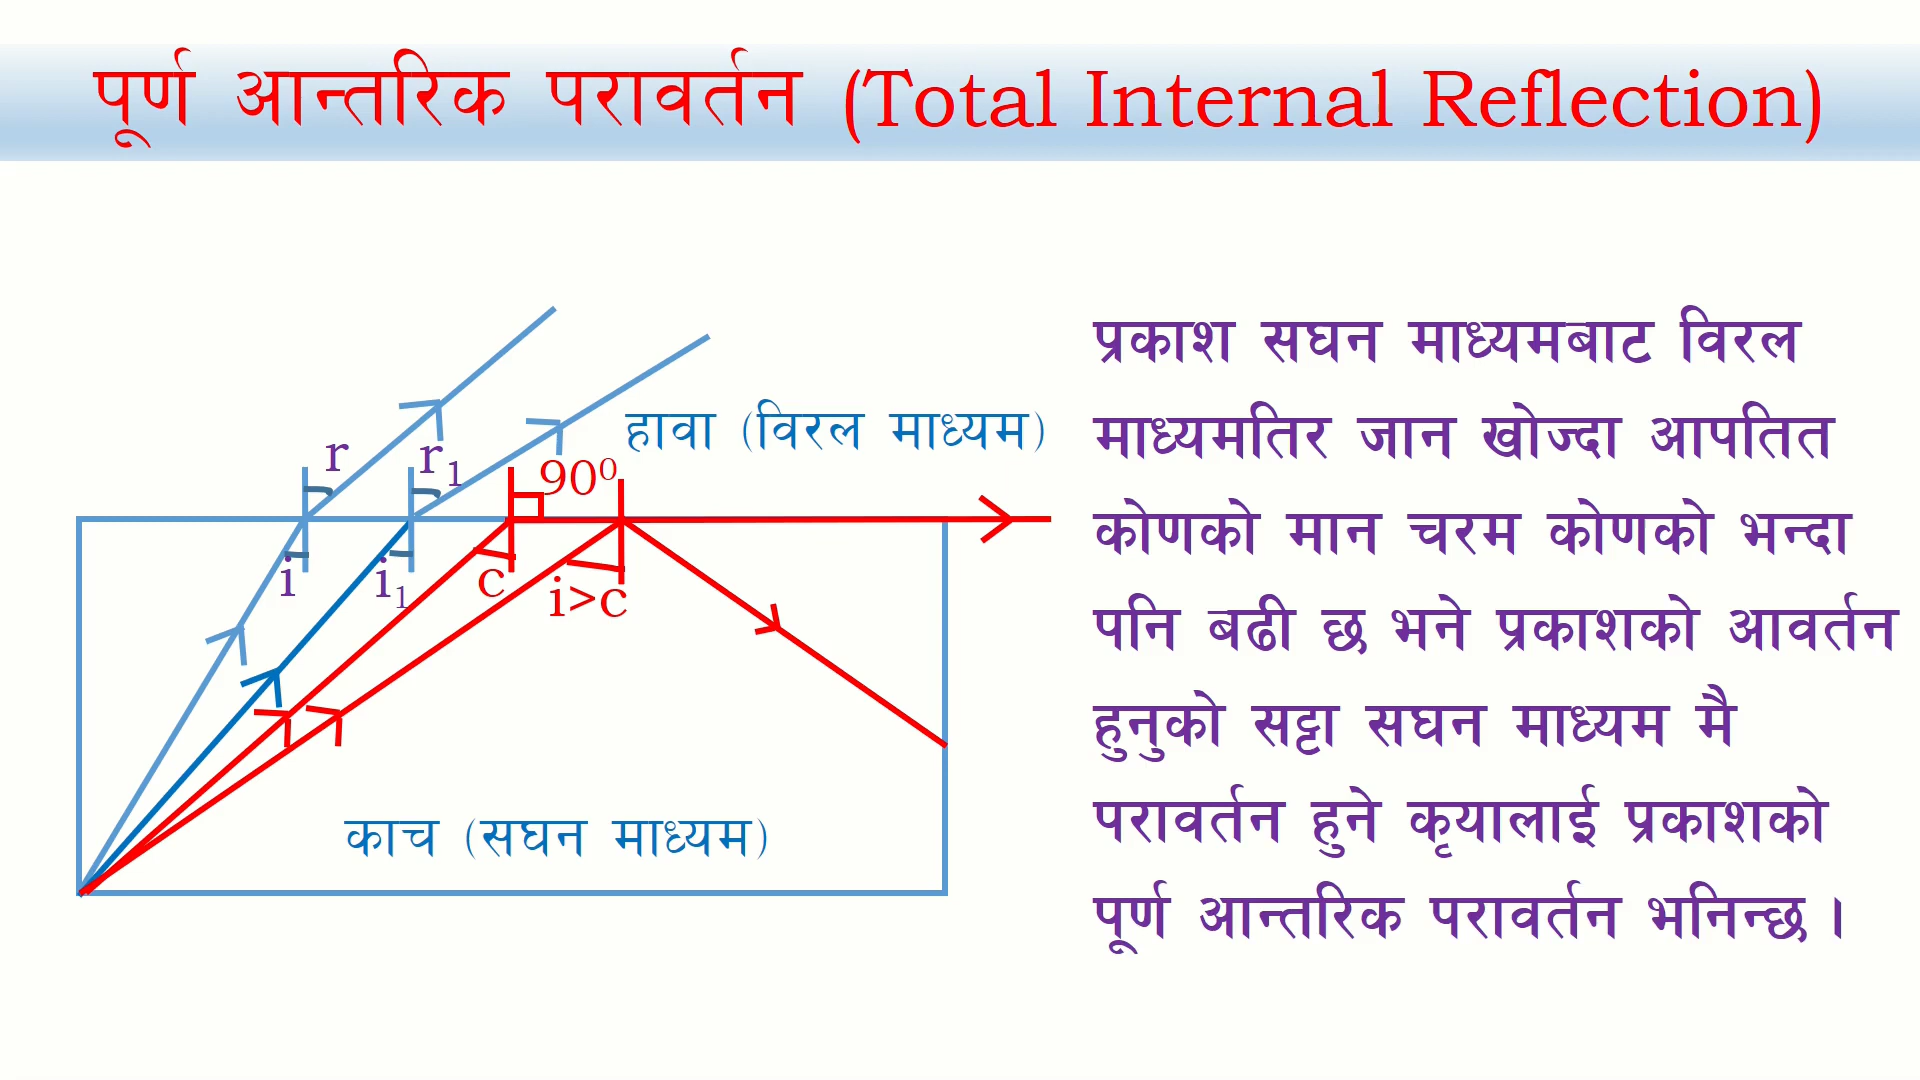 पूर्ण आन्तरिक परावर्तन (Total Internal Reflection)
हावा (विरल माध्यम)
r
r₁
90⁰
i
i₁
c
i>c
काच (सघन माध्यम)
प्रकाश सघन माध्यमबाट विरल
माध्यमतिर जान खोज्दा आपतित
कोणको मान चरम कोणको भन्दा
पनि बढी छ भने प्रकाशको आवर्तन
हुनुको सट्टा सघन माध्यम मै
परावर्तन हुने कृयालाई प्रकाशको
पूर्ण आन्तरिक परावर्तन भनिन्छ ।